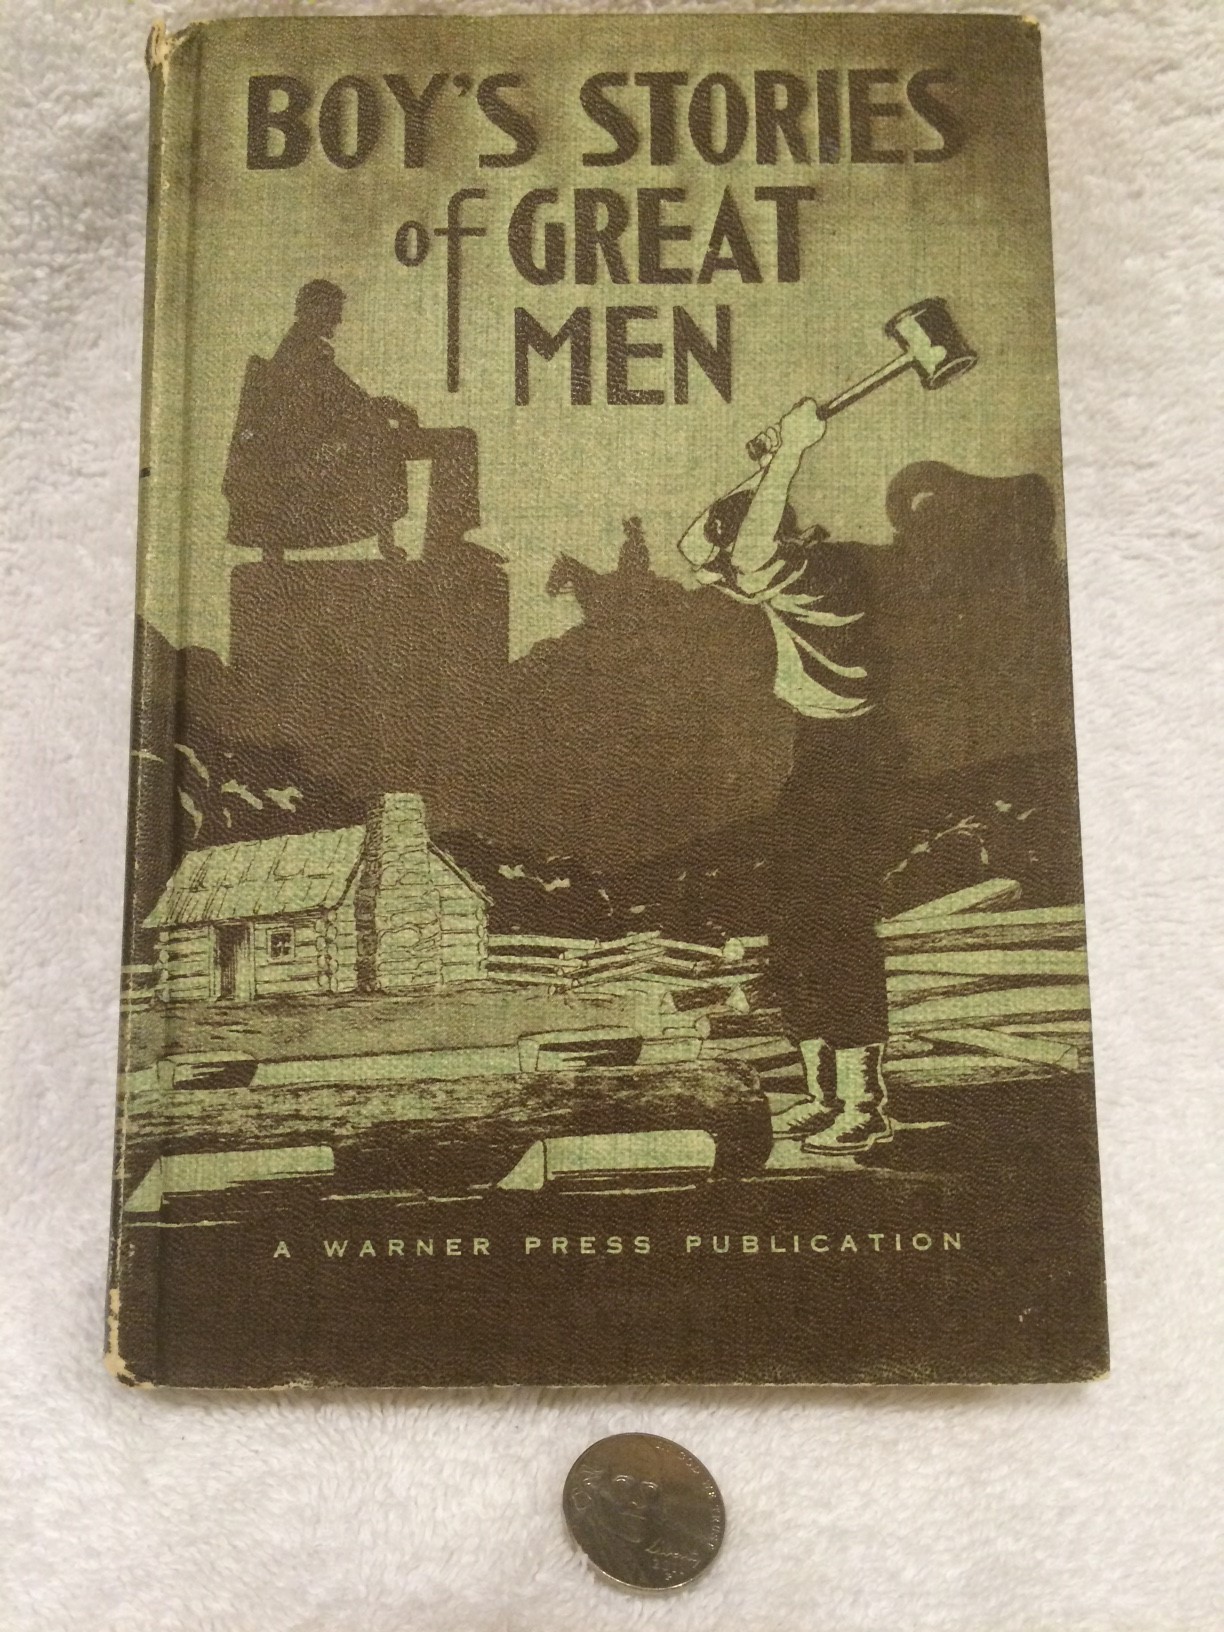 BOY'S STORIES
of GREAT
MEN
A WARNER PRESS PUBLICATION